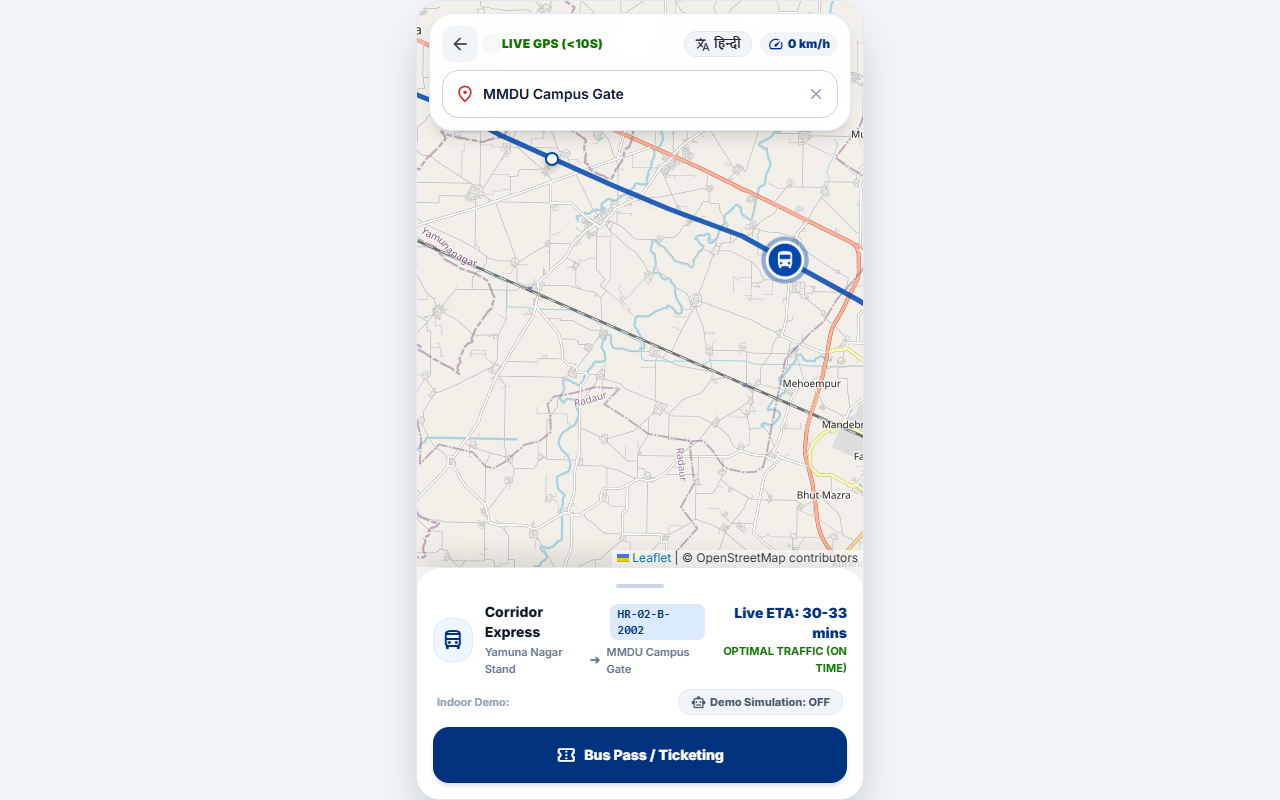 LIVE GPS (<10S)
हिन्दी
0 km/h
MMDU Campus Gate
Yamunanagar
Radaur
Radaur
Mehoempur
Mandebr
Fa
Bhut Mazra
Leaflet | © OpenStreetMap contributors
Corridor
Express
HR-02-B-
2002
Yamuna Nagar
Stand
➔
MMDU Campus
Gate
Live ETA: 30-33
mins
OPTIMAL TRAFFIC (ON
TIME)
Indoor Demo:
Demo Simulation: OFF
Bus Pass / Ticketing